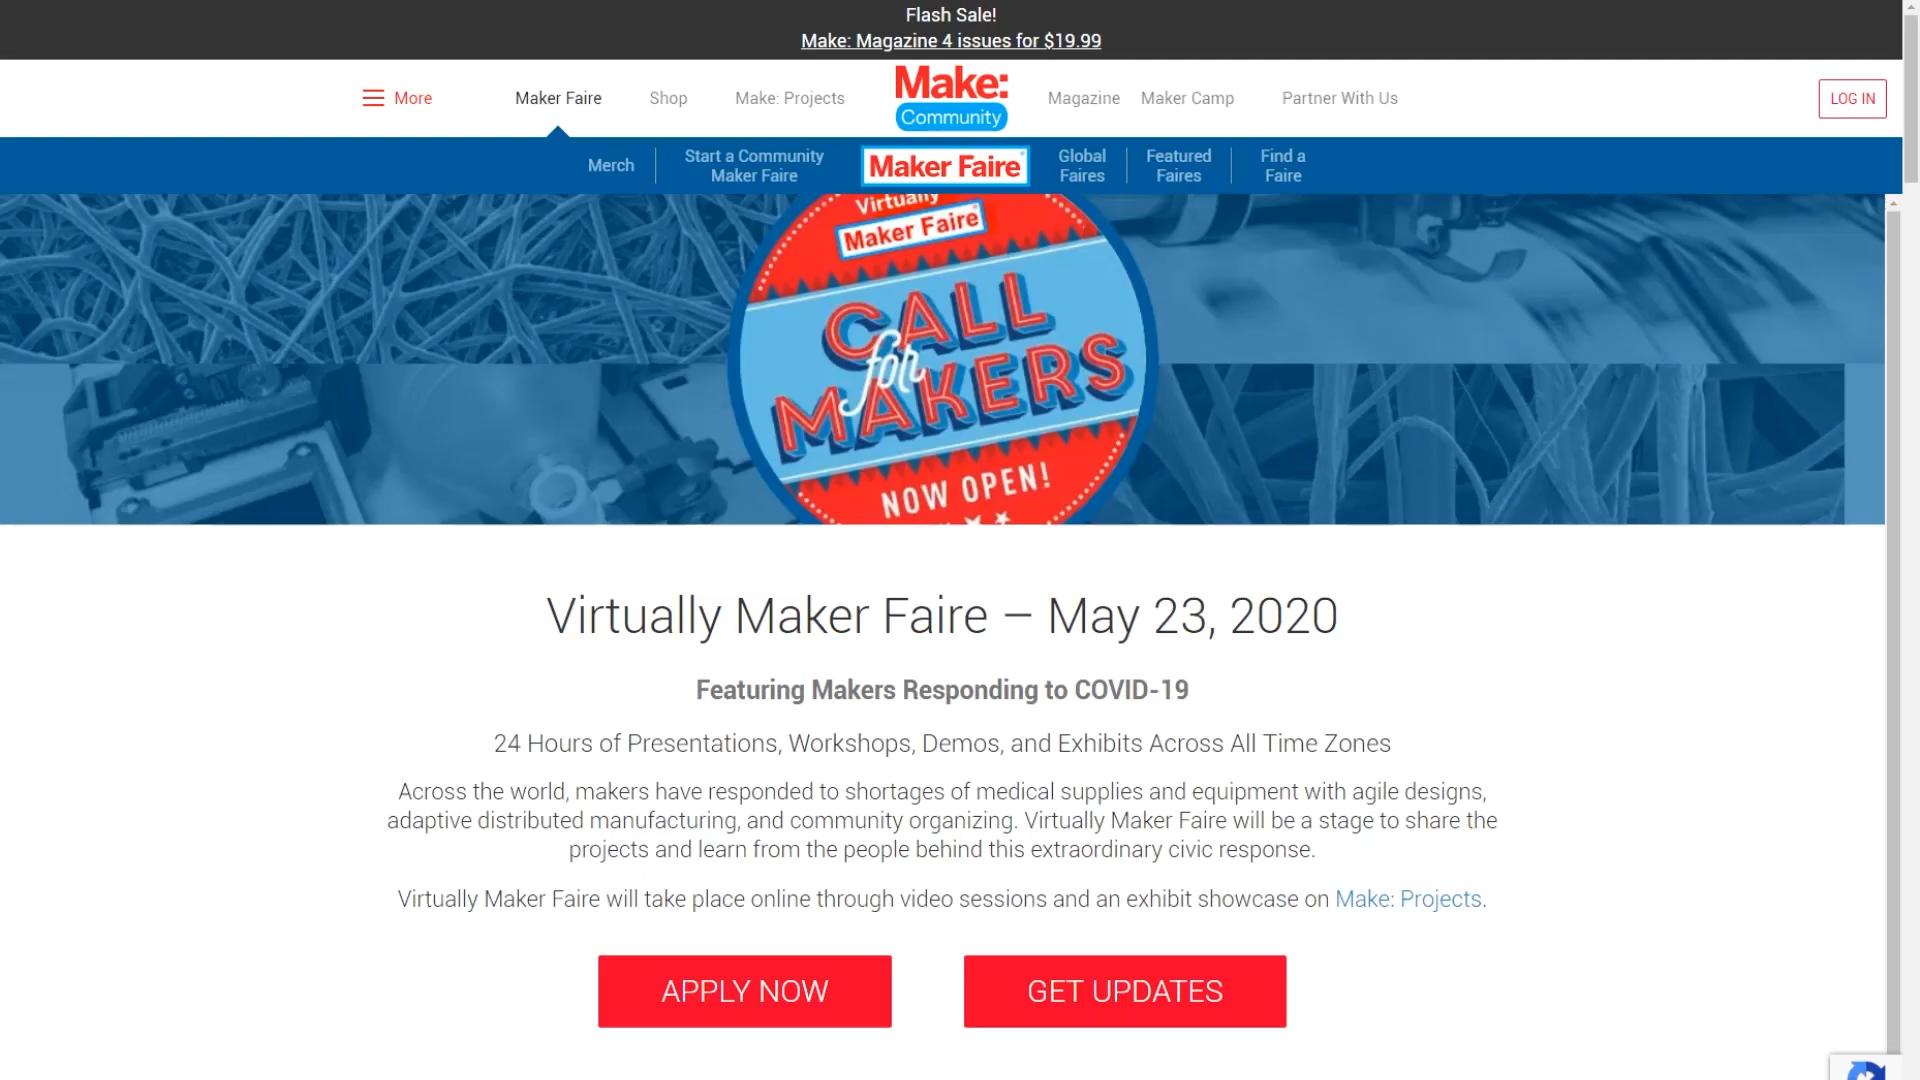 Flash Sale!
Make: Magazine 4 issues for $19.99
More
Maker Faire
Shop
Make: Projects
Make:
Community
Magazine
Maker Camp
Partner With Us
LOG IN
Merch
Start a Community
Maker Faire
Maker Faire
Global
Faires
Featured
Faires
Find a
Faire
Virtually
Maker Faire
CALL
for
MAKERS
NOW OPEN!
Virtually Maker Faire – May 23, 2020
Featuring Makers Responding to COVID-19
24 Hours of Presentations, Workshops, Demos, and Exhibits Across All Time Zones
Across the world, makers have responded to shortages of medical supplies and equipment with agile designs,
adaptive distributed manufacturing, and community organizing. Virtually Maker Faire will be a stage to share the
projects and learn from the people behind this extraordinary civic response.
Virtually Maker Faire will take place online through video sessions and an exhibit showcase on Make: Projects.
APPLY NOW
GET UPDATES